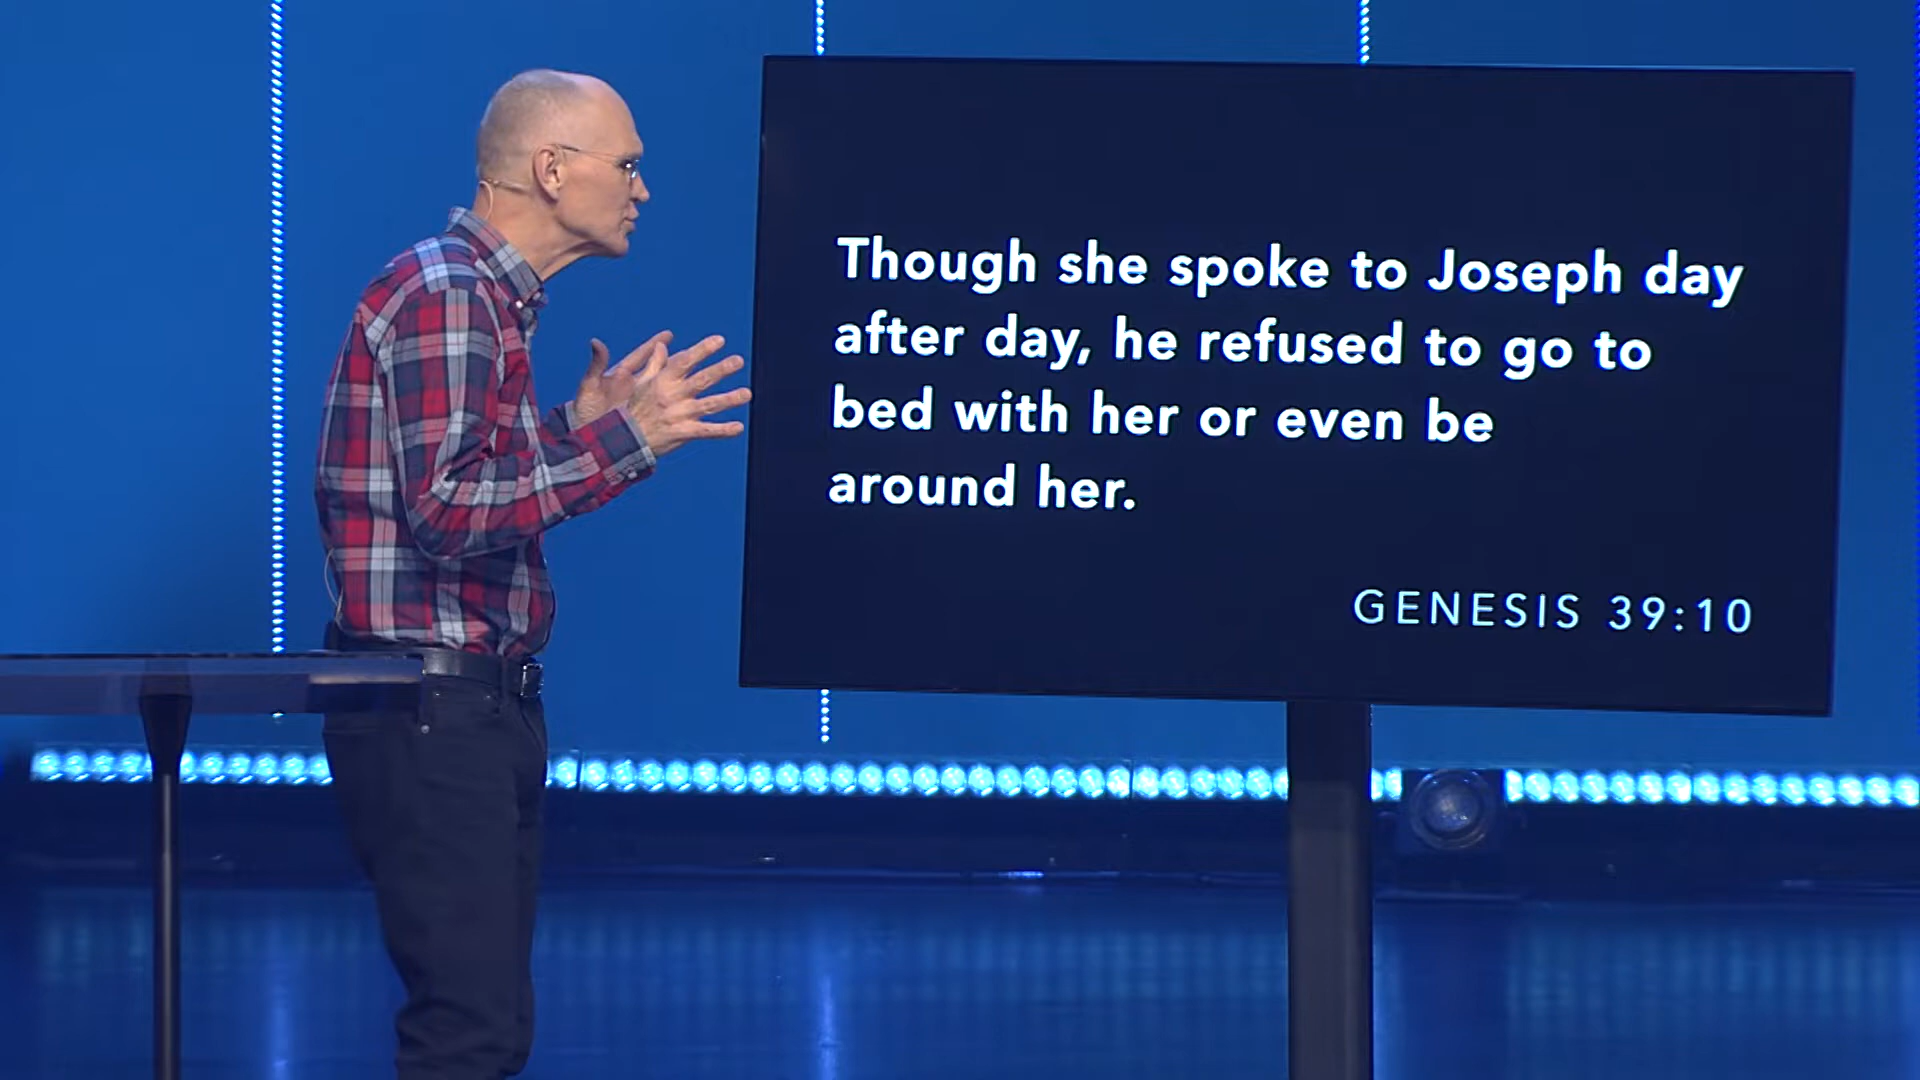 Though she spoke to Joseph day
after day, he refused to go to
bed with her or even be
around her.
GENESIS 39:10